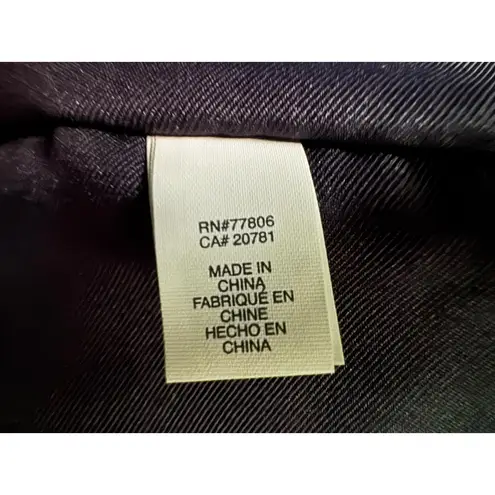 RN#77806
CA# 20781
MADE IN
CHINA
FABRIQUÉ EN
CHINE
HECHO EN
CHINA